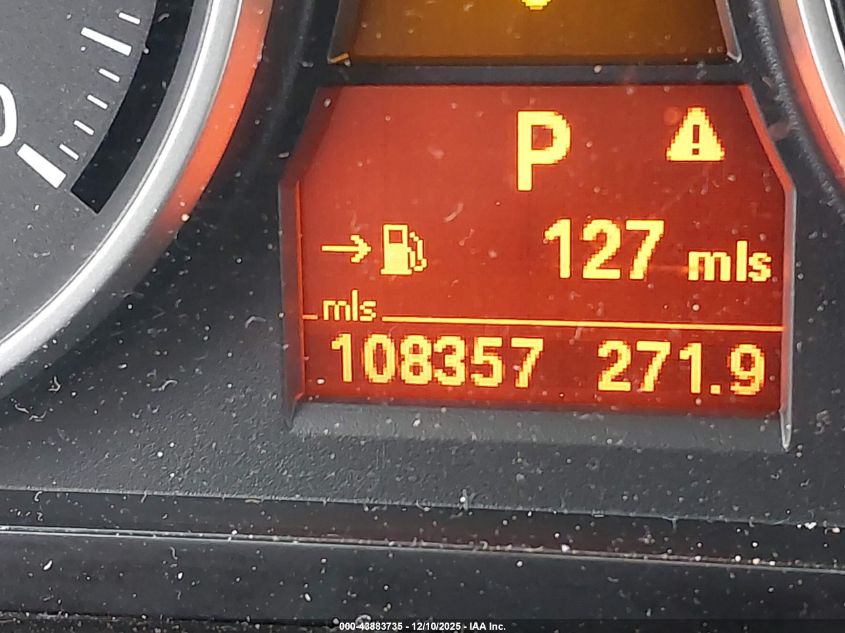 P
127 mls
mls
108357 271.9
000-43883735 - 12/10/2025 - IAA Inc.